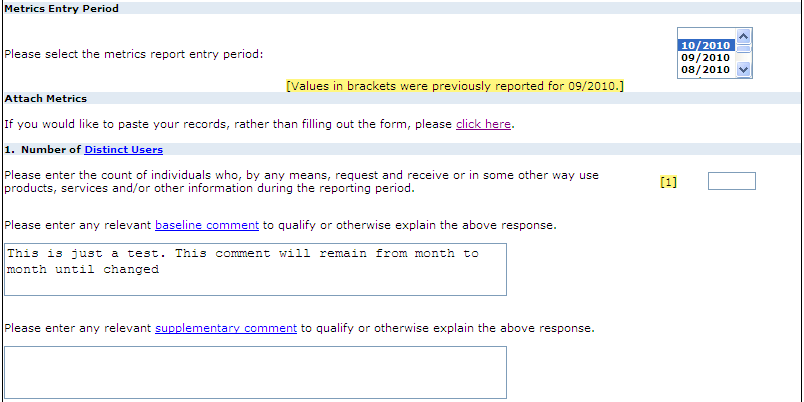 Metrics Entry Period
Please select the metrics report entry period:
10/2010
09/2010
08/2010
[Values in brackets were previously reported for 09/2010.]
Attach Metrics
If you would like to paste your records, rather than filling out the form, please click here.
1. Number of Distinct Users
Please enter the count of individuals who, by any means, request and receive or in some other way use
products, services and/or other information during the reporting period.
[1]
Please enter any relevant baseline comment to qualify or otherwise explain the above response.
This is just a test. This comment will remain from month to
month until changed
Please enter any relevant supplementary comment to qualify or otherwise explain the above response.